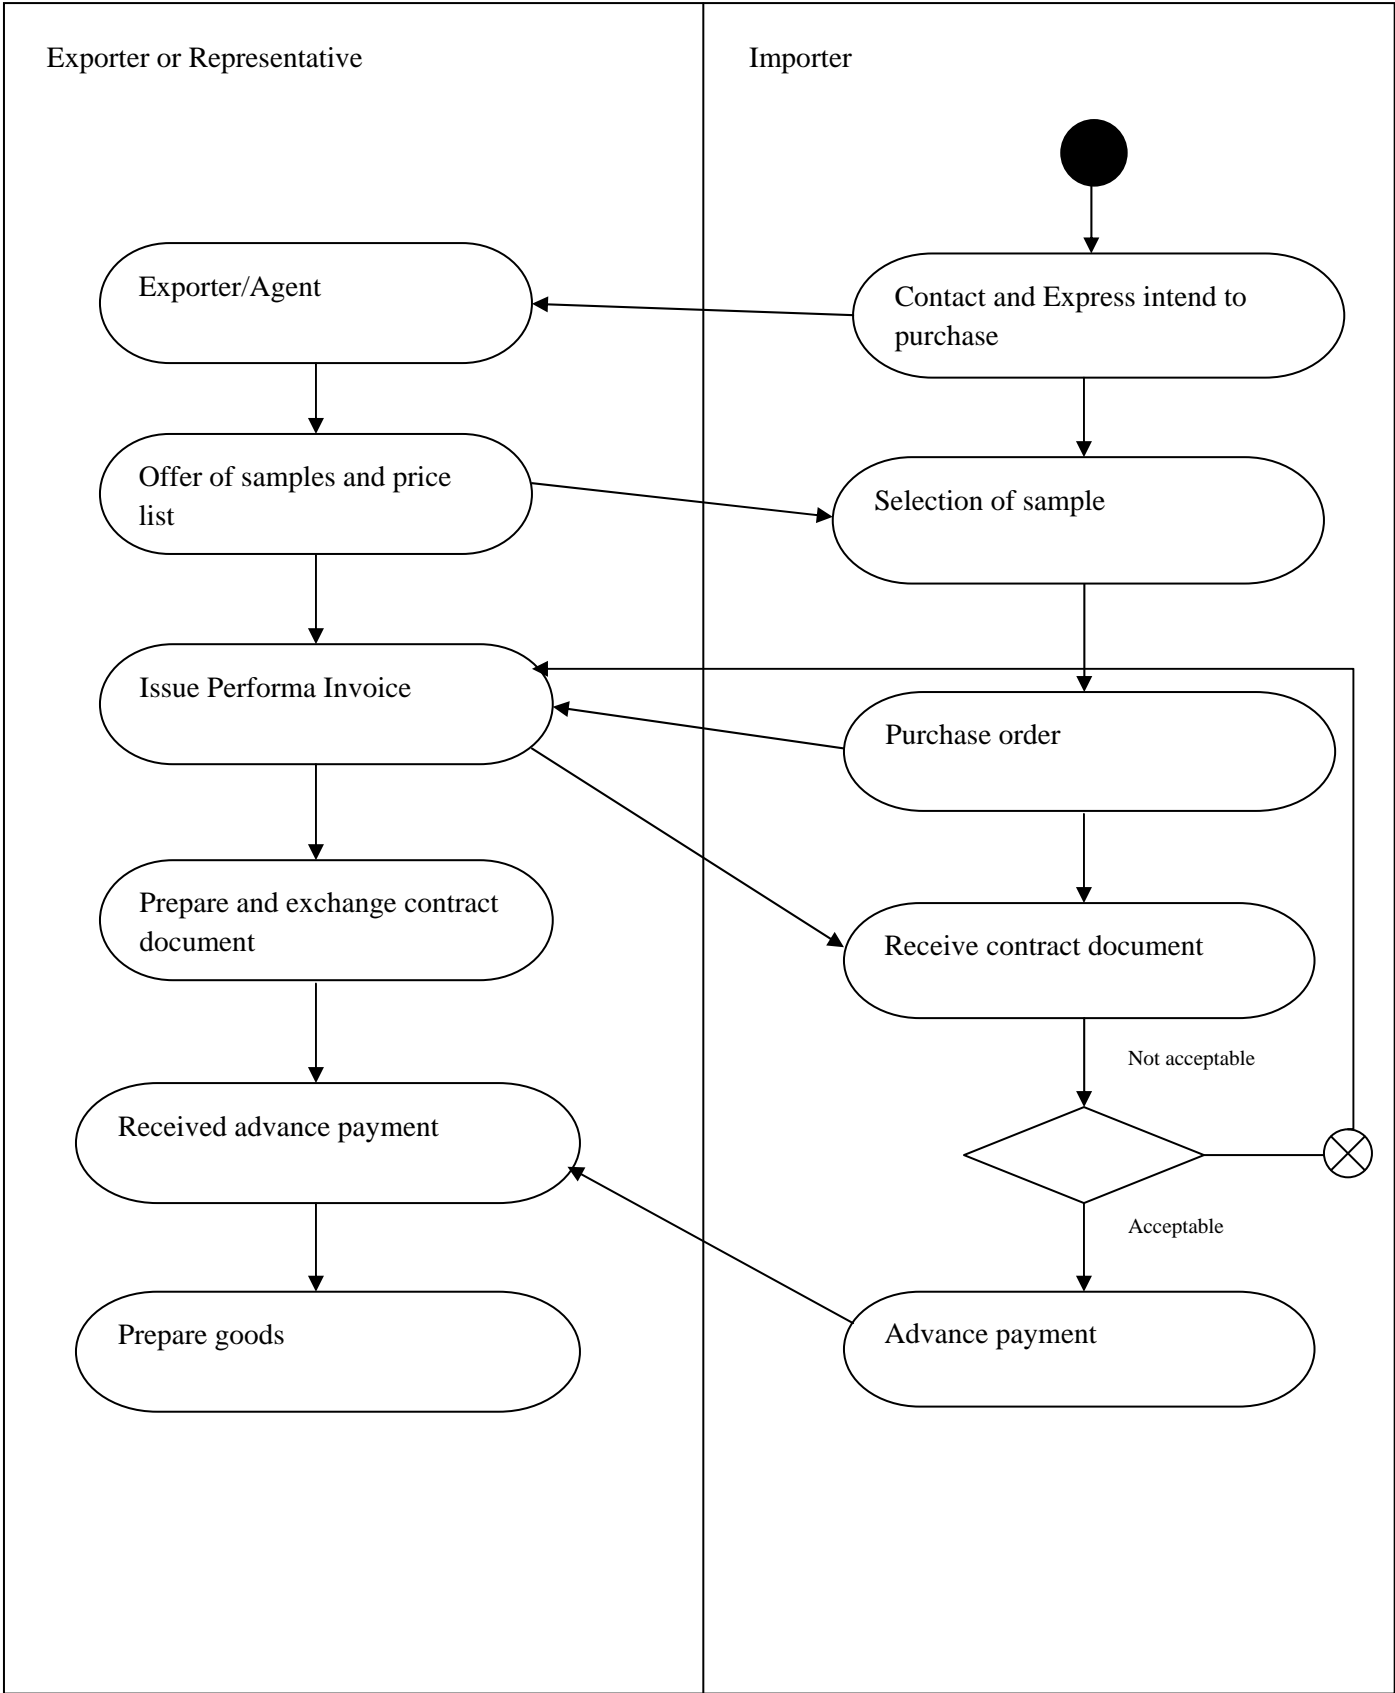 Exporter or Representative
Importer
Exporter/Agent
Contact and Express intend to
purchase
Offer of samples and price
list
Selection of sample
Issue Performa Invoice
Purchase order
Prepare and exchange contract
document
Receive contract document
Not acceptable
Received advance payment
Acceptable
Prepare goods
Advance payment